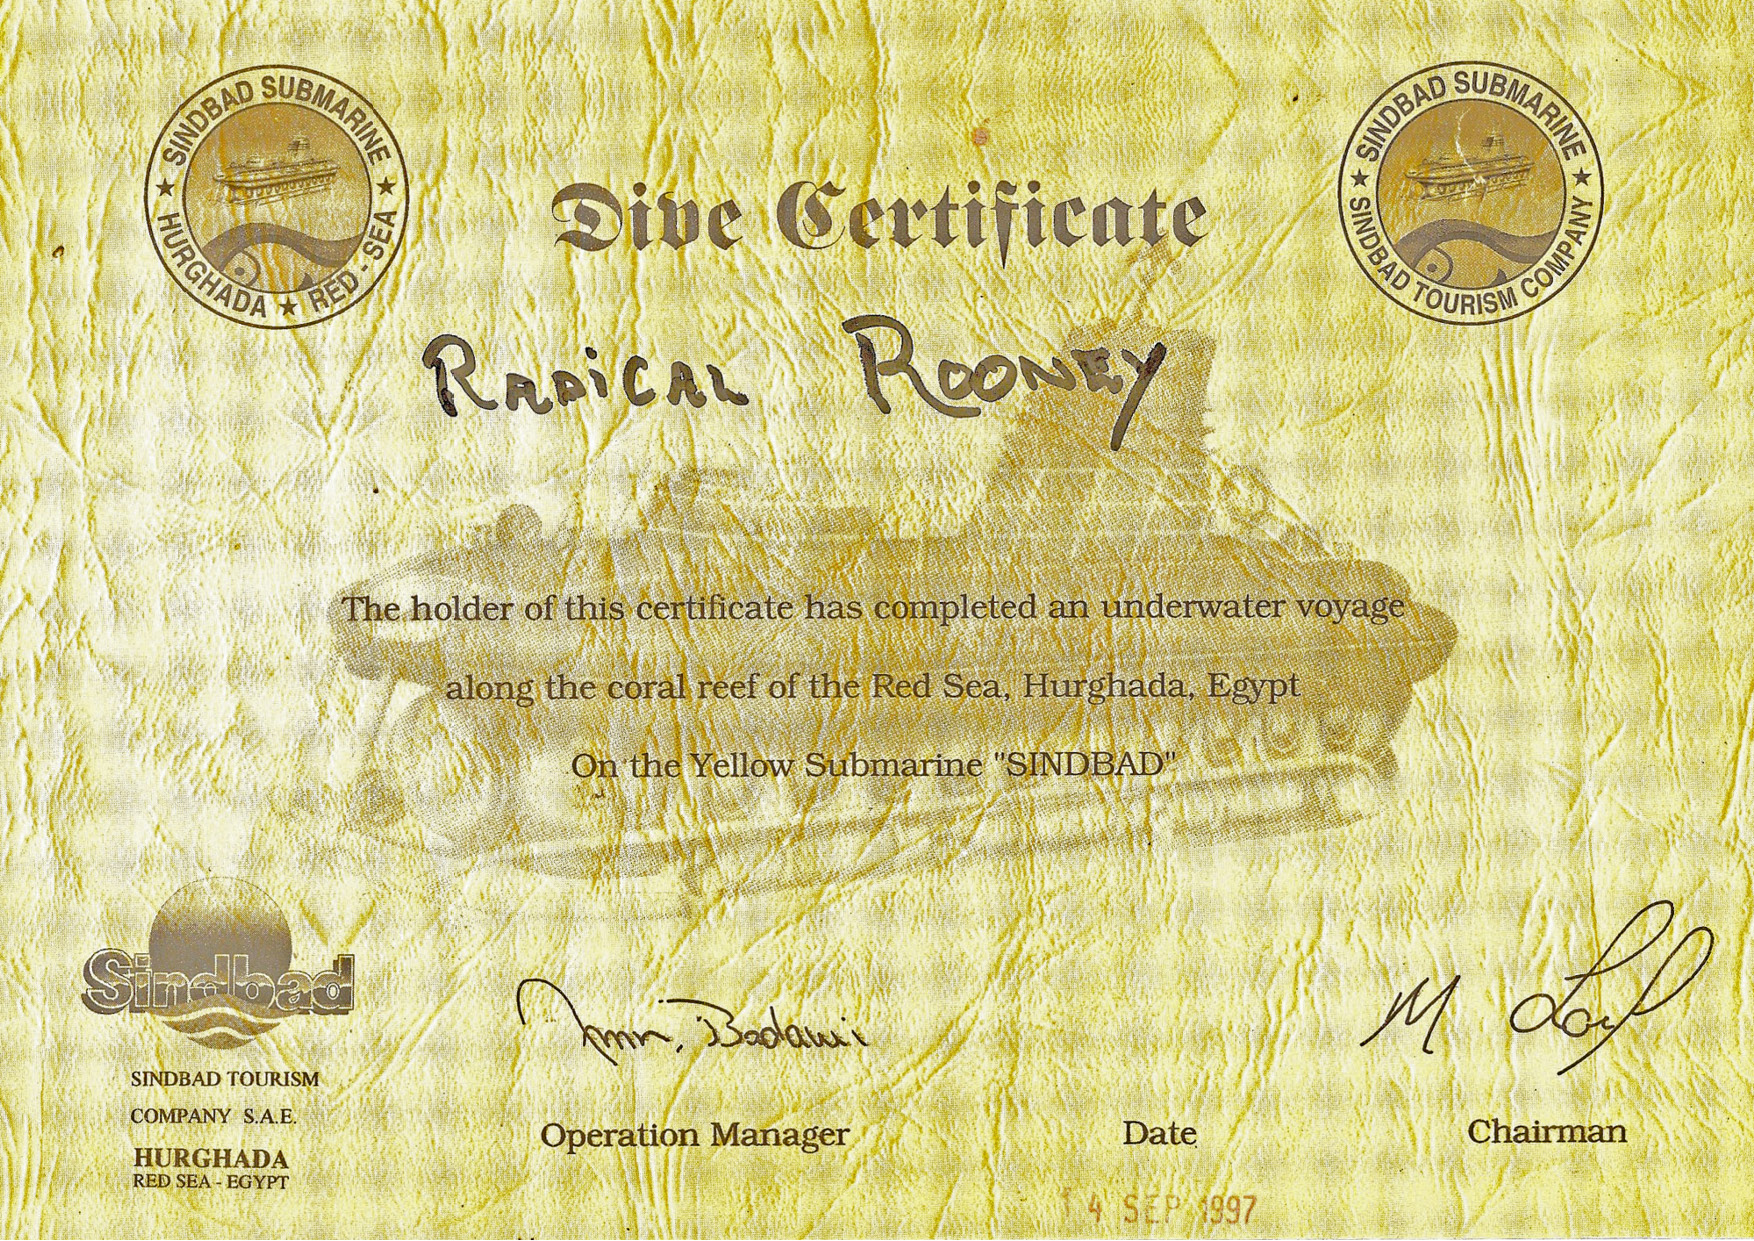 SINDBAD SUBMARINE
HURGHADA ★ RED - SEA
SINDBAD SUBMARINE
SINDBAD TOURISM COMPANY
Dive Certificate
RADiCAL ROONEY
The holder of this certificate has completed an underwater voyage
along the coral reef of the Red Sea, Hurghada, Egypt
On the Yellow Submarine "SINDBAD"
Sindbad
SINDBAD TOURISM
COMPANY S.A.E.
HURGHADA
RED SEA - EGYPT
Badawi
M
Operation Manager
Date
Chairman
14 SEP 1997